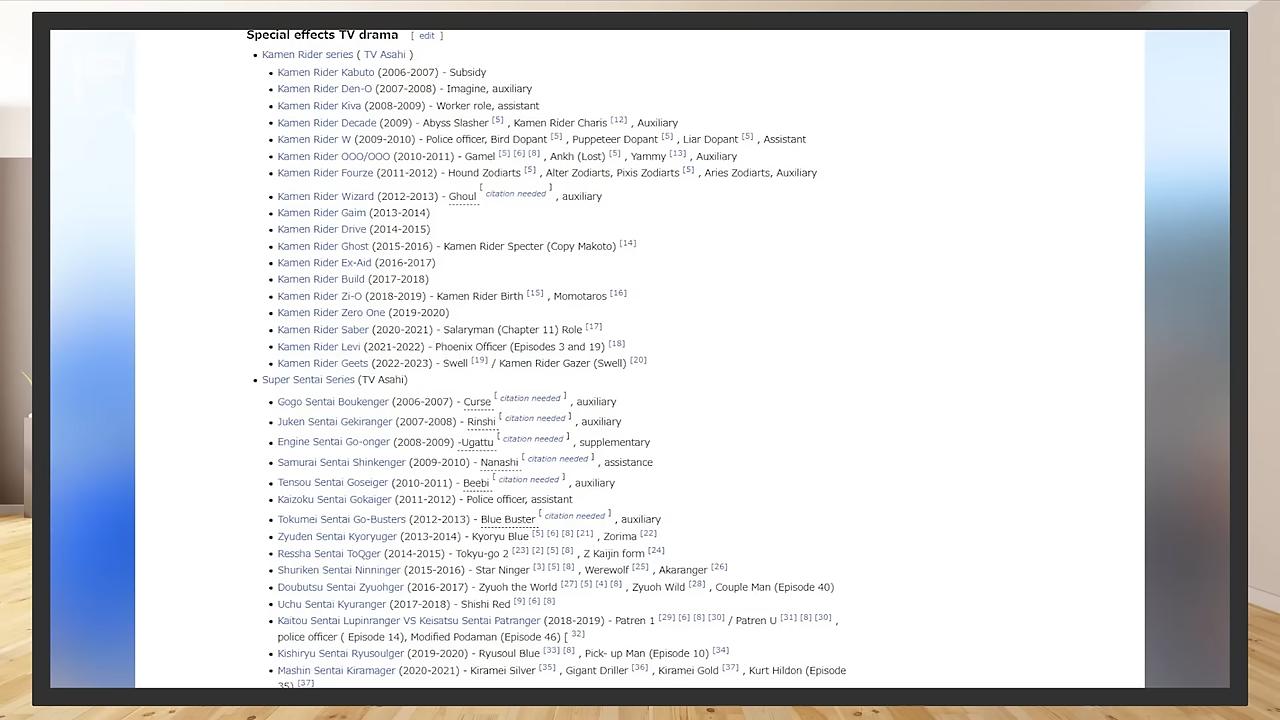 Special effects TV drama [ edit ]
Kamen Rider series ( TV Asahi )
Kamen Rider Kabuto (2006-2007) - Subsidy
Kamen Rider Den-O (2007-2008) - Imagine, auxiliary
Kamen Rider Kiva (2008-2009) - Worker role, assistant
Kamen Rider Decade (2009) - Abyss Slasher [5] , Kamen Rider Charis [12] , Auxiliary
Kamen Rider W (2009-2010) - Police officer, Bird Dopant [5] , Puppeteer Dopant [5] , Liar Dopant [5] , Assistant
Kamen Rider OOO/OOO (2010-2011) - Gamel [5] [6] [8] , Ankh (Lost) [5] , Yammy [13] , Auxiliary
Kamen Rider Fourze (2011-2012) - Hound Zodiarts [5] , Alter Zodiarts, Pixis Zodiarts [5] , Aries Zodiarts, Auxiliary
Kamen Rider Wizard (2012-2013) - Ghoul [ citation needed ] , auxiliary
Kamen Rider Gaim (2013-2014)
Kamen Rider Drive (2014-2015)
Kamen Rider Ghost (2015-2016) - Kamen Rider Specter (Copy Makoto) [14]
Kamen Rider Ex-Aid (2016-2017)
Kamen Rider Build (2017-2018)
Kamen Rider Zi-O (2018-2019) - Kamen Rider Birth [15] , Momotaros [16]
Kamen Rider Zero One (2019-2020)
Kamen Rider Saber (2020-2021) - Salaryman (Chapter 11) Role [17]
Kamen Rider Levi (2021-2022) - Phoenix Officer (Episodes 3 and 19) [18]
Kamen Rider Geets (2022-2023) - Swell [19] / Kamen Rider Gazer (Swell) [20]
Super Sentai Series (TV Asahi)
Gogo Sentai Boukenger (2006-2007) - Curse [ citation needed ] , auxiliary
Juken Sentai Gekiranger (2007-2008) - Rinshi [ citation needed ] , auxiliary
Engine Sentai Go-onger (2008-2009) -Ugattu [ citation needed ] , supplementary
Samurai Sentai Shinkenger (2009-2010) - Nanashi [ citation needed ] , assistance
Tensou Sentai Goseiger (2010-2011) - Beebi [ citation needed ] , auxiliary
Kaizoku Sentai Gokaiger (2011-2012) - Police officer, assistant
Tokumei Sentai Go-Busters (2012-2013) - Blue Buster [ citation needed ] , auxiliary
Zyuden Sentai Kyoryuger (2013-2014) - Kyoryu Blue [5] [6] [8] [21] , Zorima [22]
Ressha Sentai ToQger (2014-2015) - Tokyu-go 2 [23] [2] [5] [8] , Z Kaijin form [24]
Shuriken Sentai Ninninger (2015-2016) - Star Ninger [3] [5] [8] , Werewolf [25] , Akaranger [26]
Doubutsu Sentai Zyuohger (2016-2017) - Zyuoh the World [27] [5] [4] [8] , Zyuoh Wild [28] , Couple Man (Episode 40)
Uchu Sentai Kyuranger (2017-2018) - Shishi Red [9] [6] [8]
Kaitou Sentai Lupinranger VS Keisatsu Sentai Patranger (2018-2019) - Patren 1 [29] [6] [8] [30] / Patren U [31] [8] [30] ,
police officer ( Episode 14), Modified Podaman (Episode 46) [ 32]
Kishiryu Sentai Ryusoulger (2019-2020) - Ryusoul Blue [33] [8] , Pick- up Man (Episode 10) [34]
Mashin Sentai Kiramager (2020-2021) - Kiramei Silver [35] , Gigant Driller [36] , Kiramei Gold [37] , Kurt Hildon (Episode
35) [37]